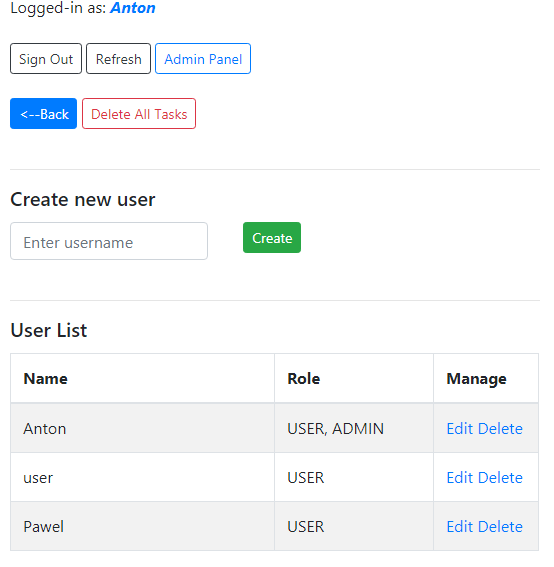 Logged-in as: Anton
Sign Out Refresh Admin Panel
<--Back Delete All Tasks
Create new user
Enter username Create
User List
Name Role Manage
Anton USER, ADMIN Edit Delete
user USER Edit Delete
Pawel USER Edit Delete